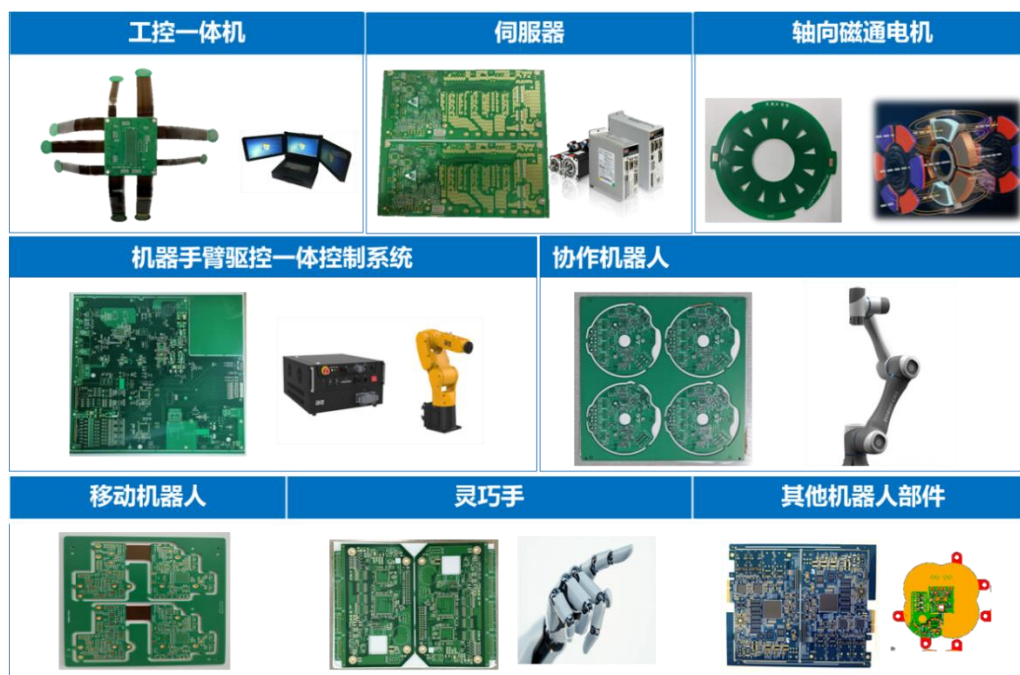 工控一体机
伺服器
轴向磁通电机
机器手臂驱控一体控制系统
协作机器人
移动机器人
灵巧手
其他机器人部件